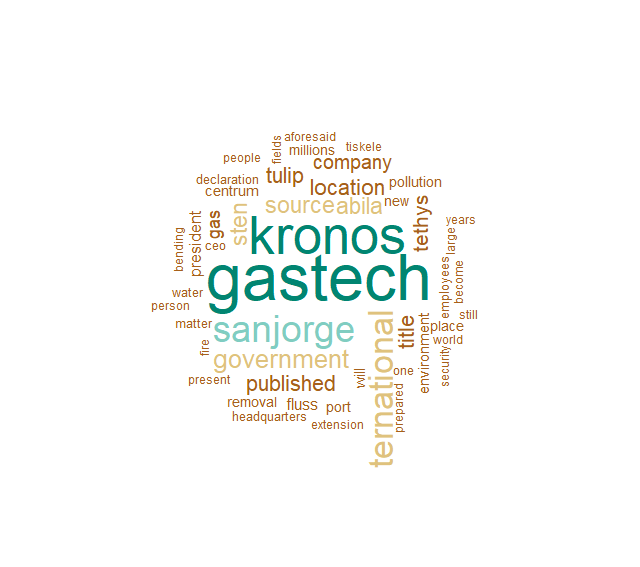 aforesaid
fields
millions
tiskele
people
company
tulip
declaration
location
pollution
centrum
sourceabila
new
gas
sten
tethys
president
kronos
years
large
bending
ceo
gastech
employees
become
water
person
still
matter
sanjorge
ternational
title
place
environment
world
fire
government
security
present
published
will
one
prepared
removal
fluss
port
headquarters
extension